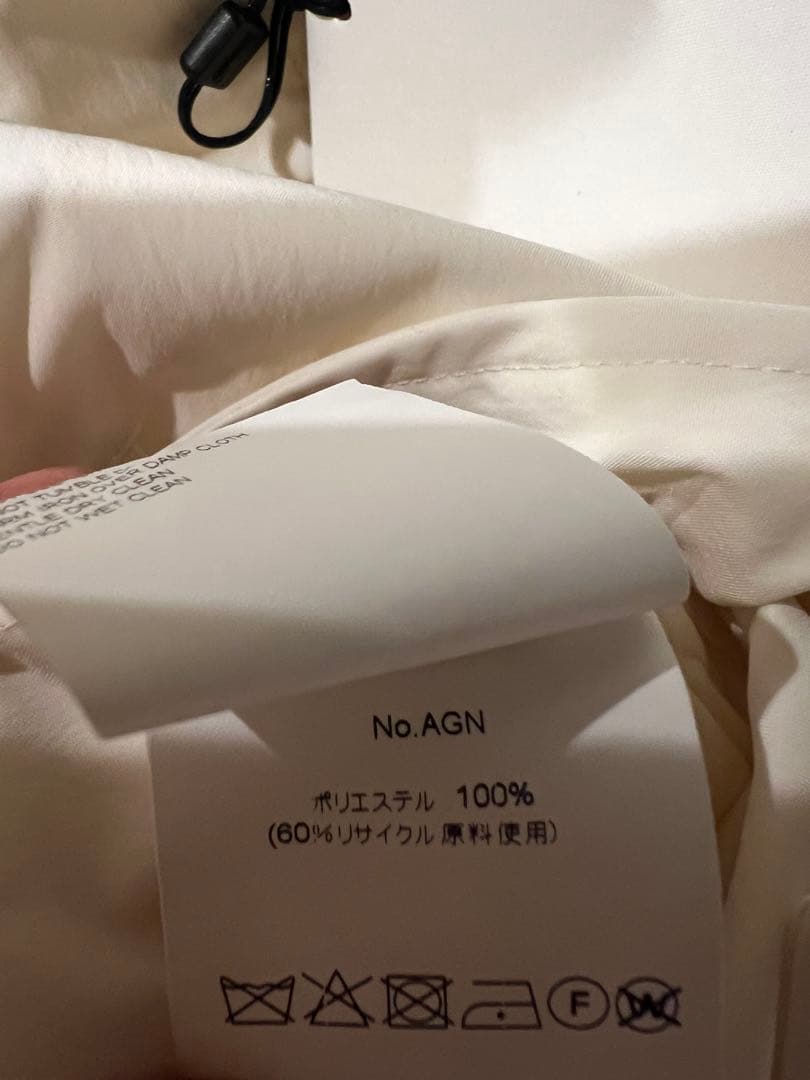 NOT TUMBLE
IRON OVER DAMP CLOTH
GENTLE DRY CLEAN
DO NOT WET CLEAN
No.AGN
ポリエステル 100%
(60%リサイクル原料使用)
F
W